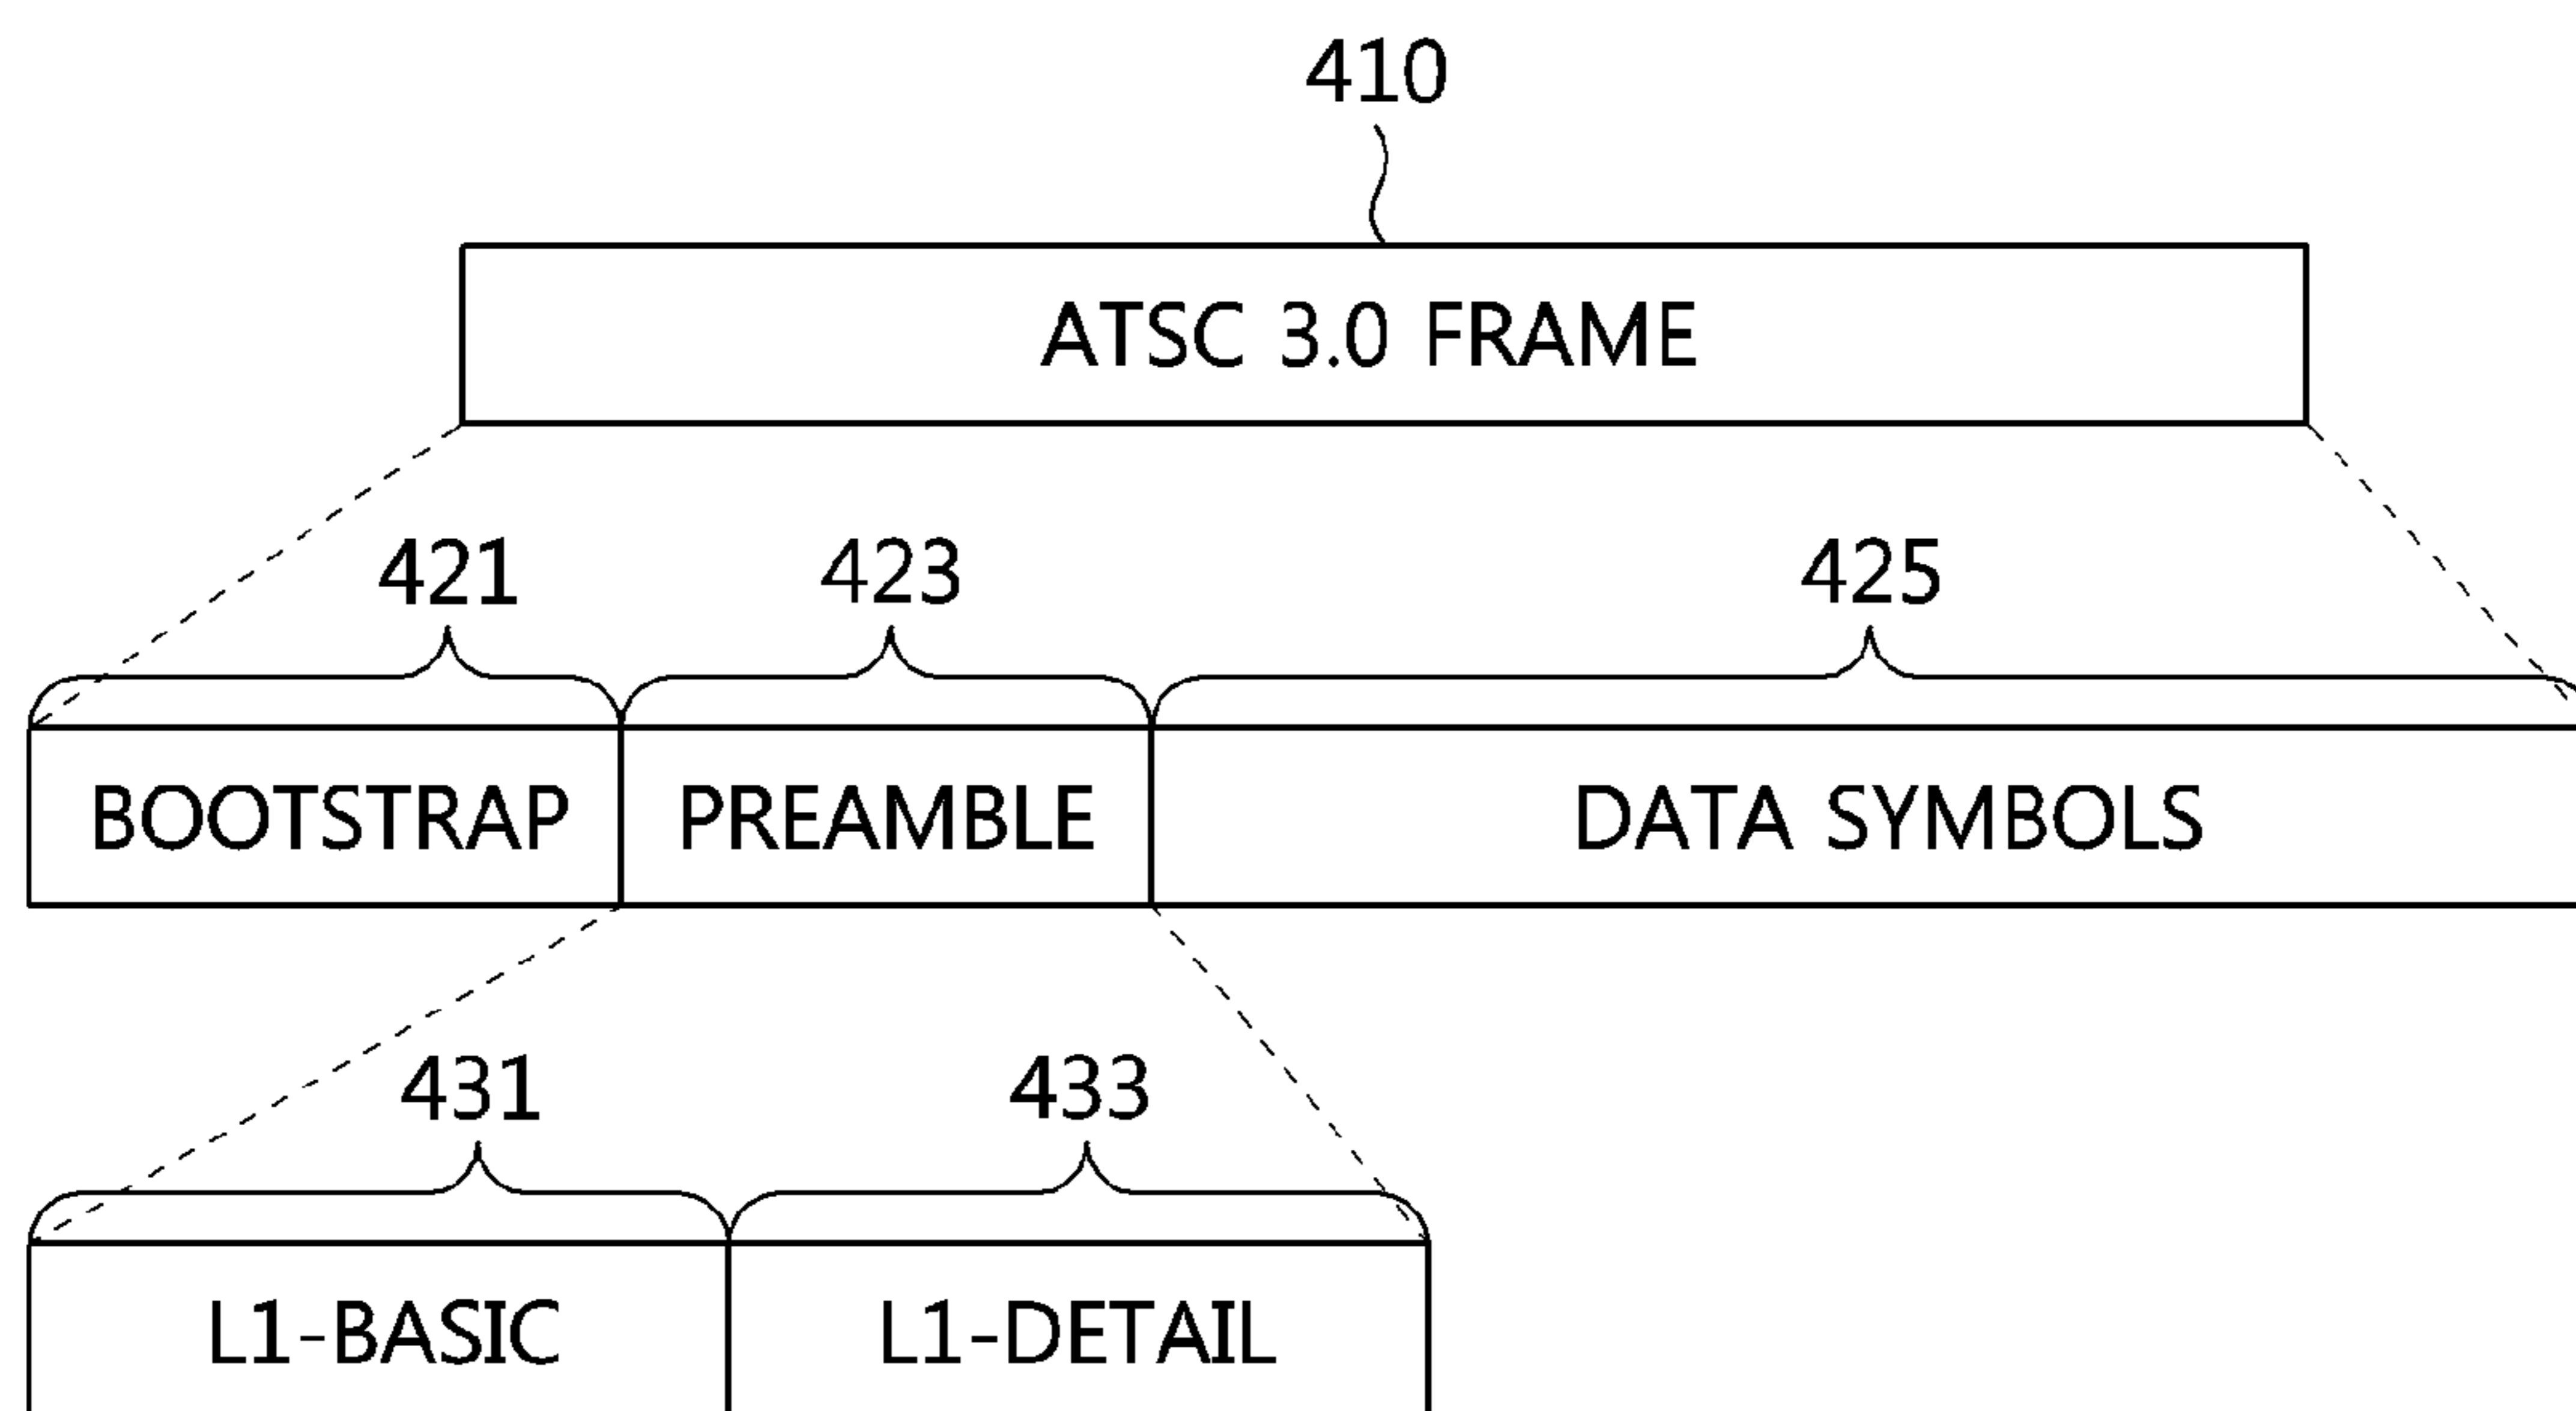 410
ATSC 3.0 FRAME
421 423 425
BOOTSTRAP PREAMBLE DATA SYMBOLS
431 433
L1-BASIC L1-DETAIL